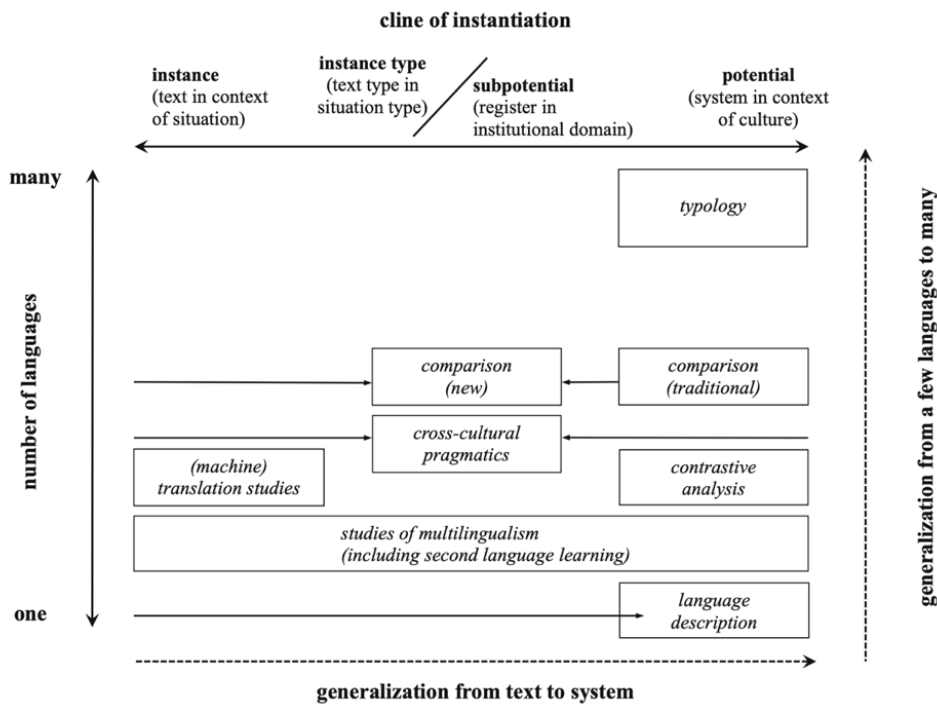 cline of instantiation
instance
(text in context
of situation)
instance type
(text type in
situation type)
subpotential
(register in
institutional domain)
potential
(system in context
of culture)
many
number of languages
one
typology
comparison
(new)
comparison
(traditional)
cross-cultural
pragmatics
(machine)
translation studies
contrastive
analysis
studies of multilingualism
(including second language learning)
language
description
generalization from text to system
generalization from a few languages to many